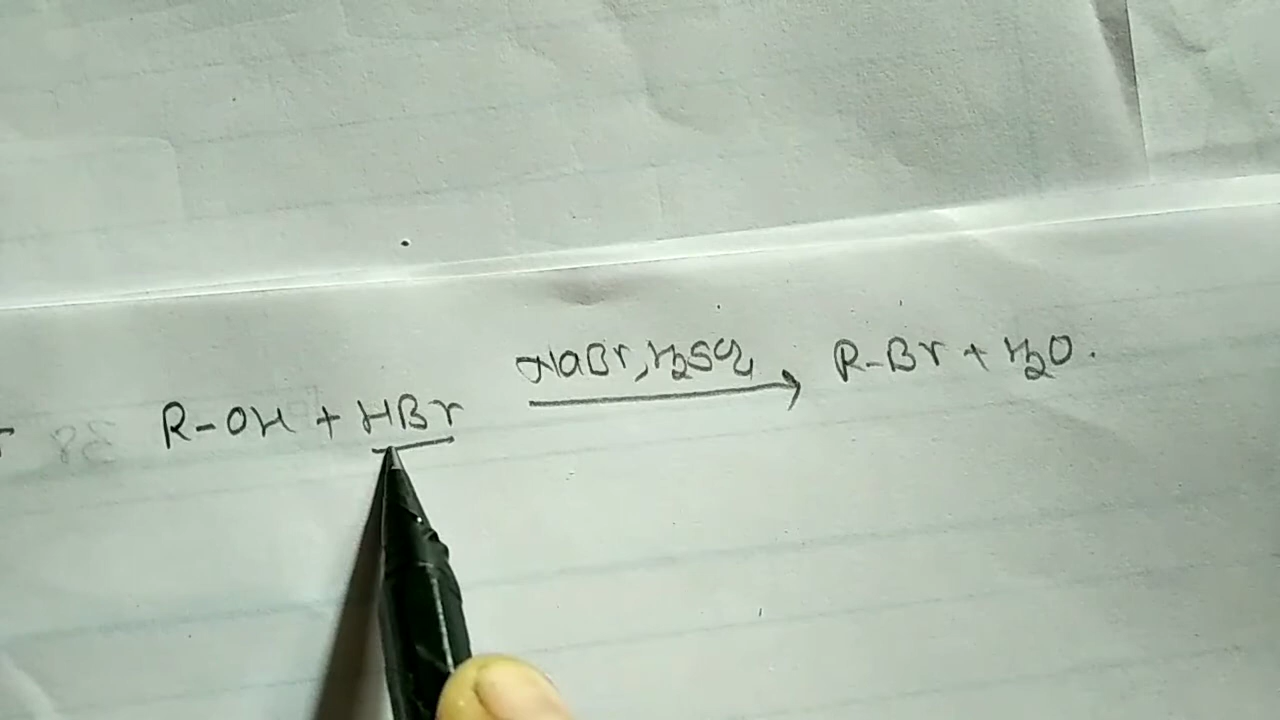 R-OH + HBr NaBr, H2SO4 → R-Br + H2O.